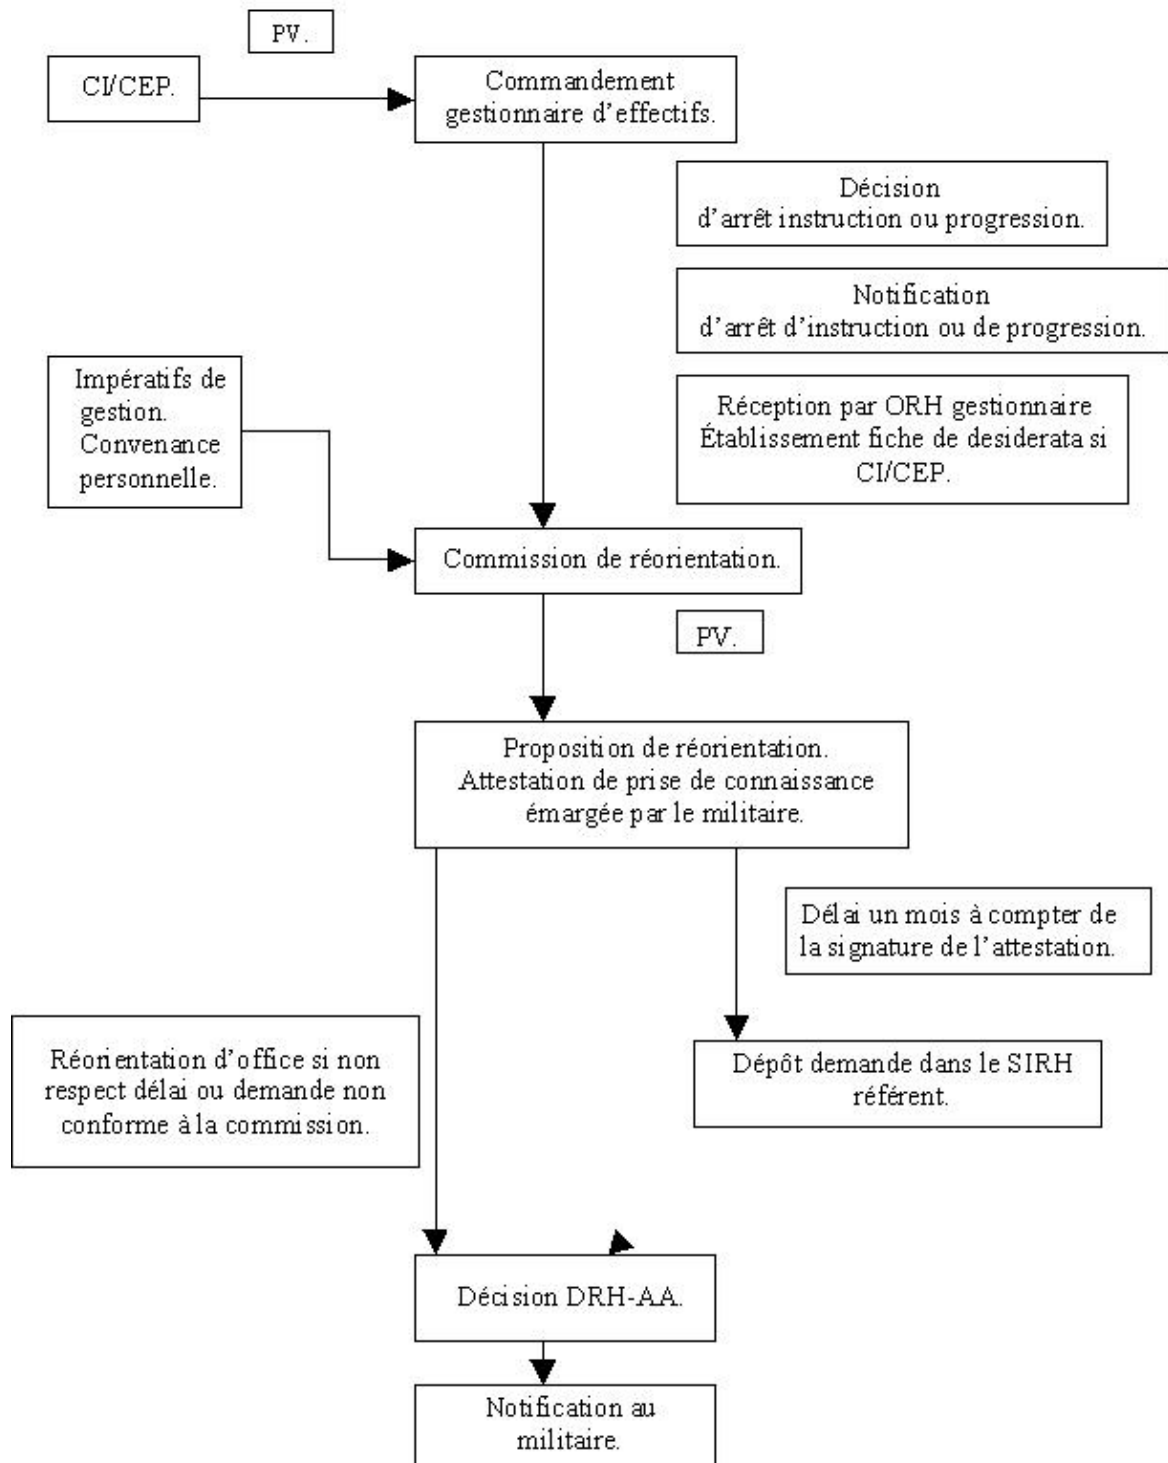 PV.
CI/CEP.
Commandement
gestionnaire d'effectifs.
Décision
d'arrêt instruction ou progression.
Notification
d'arrêt d'instruction ou de progression.
Impératifs de
gestion.
Convenance
personnelle.
Réception par ORH gestionnaire
Établissement fiche de desiderata si
CI/CEP.
Commission de réorientation.
PV.
Proposition de réorientation.
Attestation de prise de connaissance
émargée par le militaire.
Délai un mois à compter de
la signature de l'attestation.
Réorientation d'office si non
respect délai ou demande non
conforme à la commission.
Dépôt demande dans le SIRH
référent.
Décision DRH-AA.
Notification au
militaire.